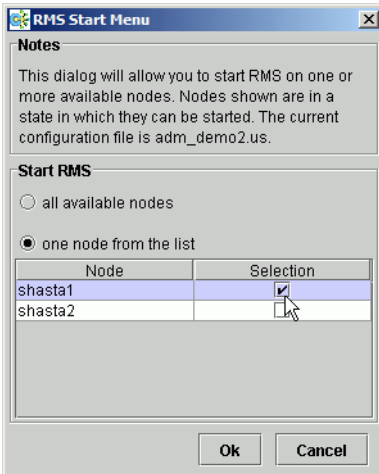 RMS Start Menu
Notes
This dialog will allow you to start RMS on one or
more available nodes. Nodes shown are in a
state in which they can be started. The current
configuration file is adm_demo2.us.
Start RMS
all available nodes
one node from the list
Node Selection
shasta1
shasta2
Ok Cancel